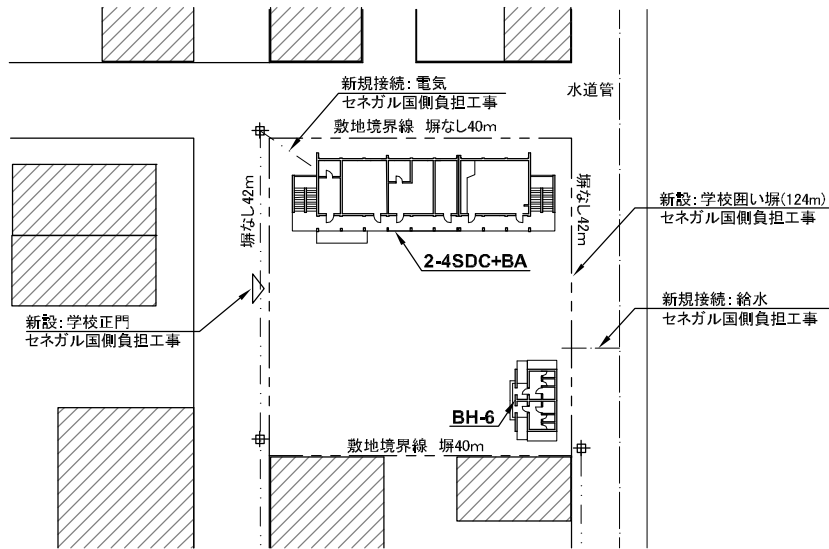 新規接続：電気
セネガル国側負担工事
水道管
敷地境界線 塀なし40m
塀なし42m
塀なし42m
新設：学校囲い塀(124m)
セネガル国側負担工事
2-4SDC+BA
新規接続：給水
セネガル国側負担工事
新設：学校正門
セネガル国側負担工事
BH-6
敷地境界線 塀40m